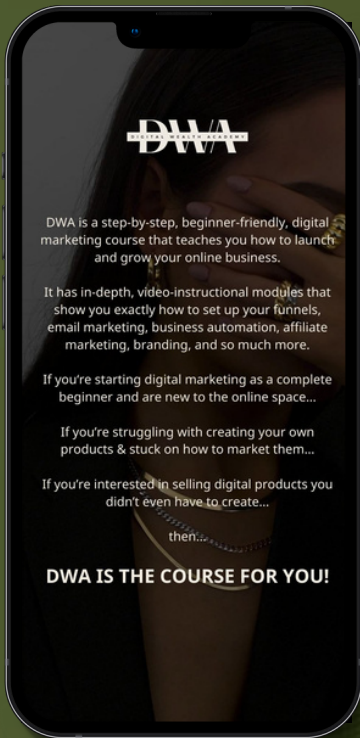 DWA
DIGITAL WEALTH ACADEMY
DWA is a step-by-step, beginner-friendly, digital
marketing course that teaches you how to launch
and grow your online business.
It has in-depth, video-instructional modules that
show you exactly how to set up your funnels,
email marketing, business automation, affiliate
marketing, branding, and so much more.
If you're starting digital marketing as a complete
beginner and are new to the online space...
If you're struggling with creating your own
products & stuck on how to market them...
If you're interested in selling digital products you
didn't even have to create...
then...
DWA IS THE COURSE FOR YOU!